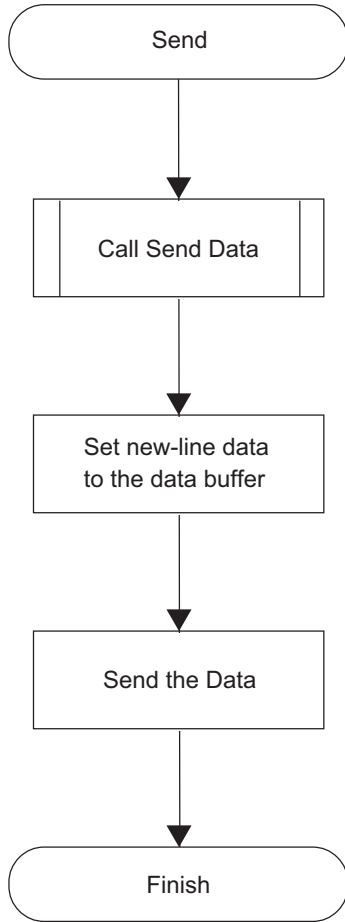 Send
Call Send Data
Set new-line data
to the data buffer
Send the Data
Finish